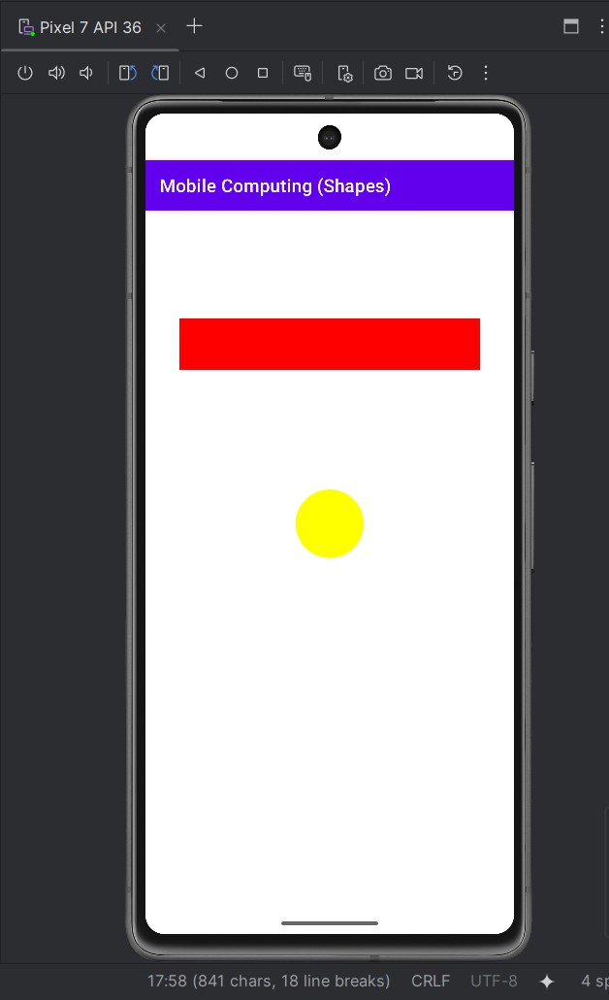 Pixel 7 API 36
Mobile Computing (Shapes)
17:58 (841 chars, 18 line breaks) CRLF UTF-8 4 sp